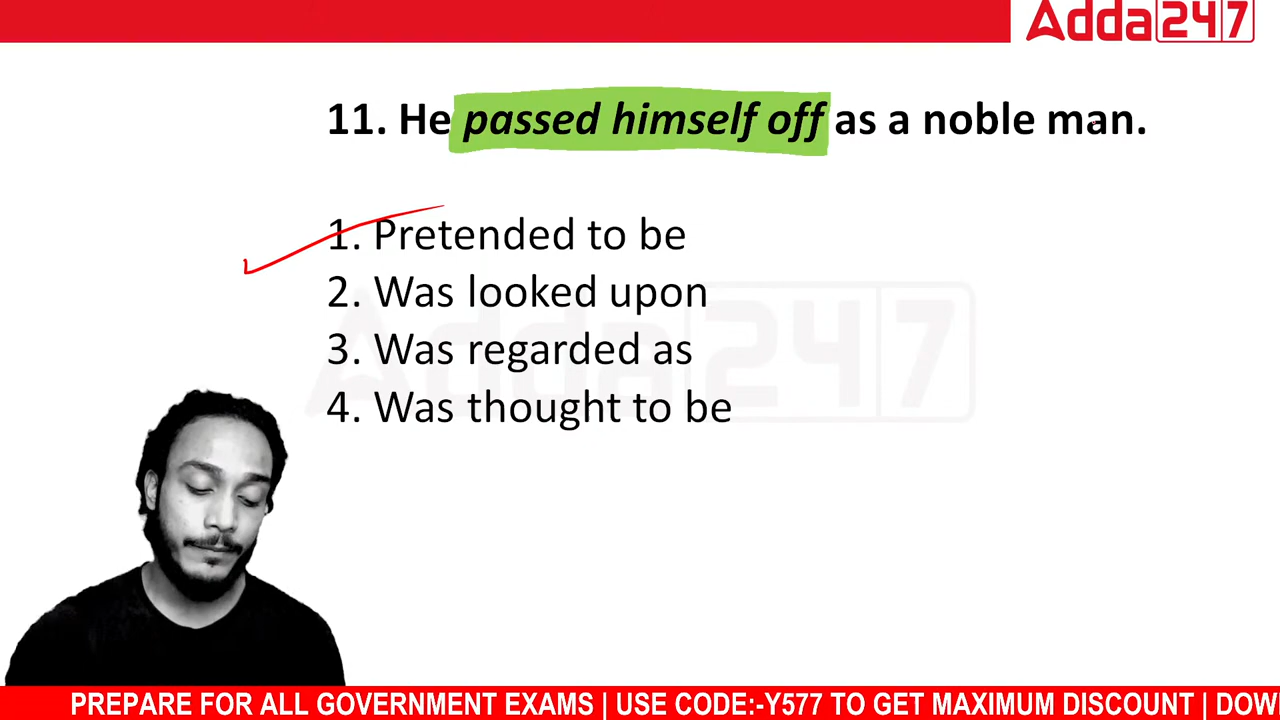 Adda247
11. He passed himself off as a noble man.
1. Pretended to be
2. Was looked upon
3. Was regarded as
4. Was thought to be
Adda247
PREPARE FOR ALL GOVERNMENT EXAMS | USE CODE:-Y577 TO GET MAXIMUM DISCOUNT | DOW